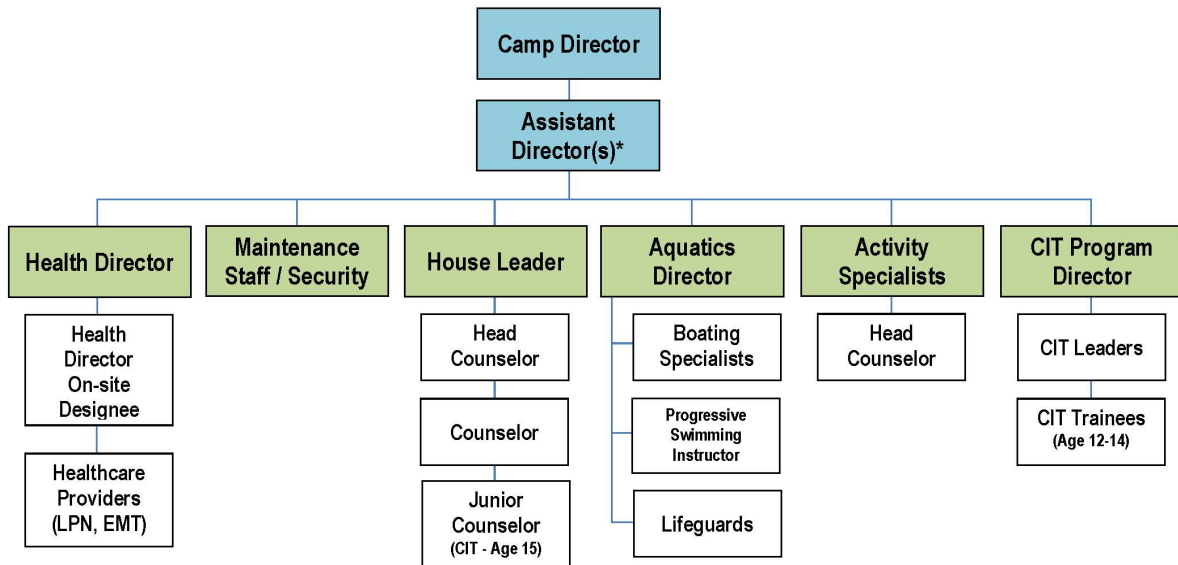 Camp Director
Assistant
Director(s)*
Health Director
Maintenance
Staff / Security
House Leader
Aquatics
Director
Activity
Specialists
CIT Program
Director
Health
Director
On-site
Designee
Healthcare
Providers
(LPN, EMT)
Head
Counselor
Counselor
Junior
Counselor
(CIT - Age 15)
Boating
Specialists
Progressive
Swimming
Instructor
Lifeguards
Head
Counselor
CIT Leaders
CIT Trainees
(Age 12-14)